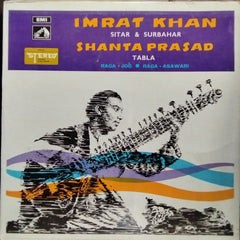 EMI
IMRAT KHAN
SITAR & SURBAHAR
SHANTA PRASAD
TABLA
RAGA - JOG ● RAGA - ASAWARI
STEREO